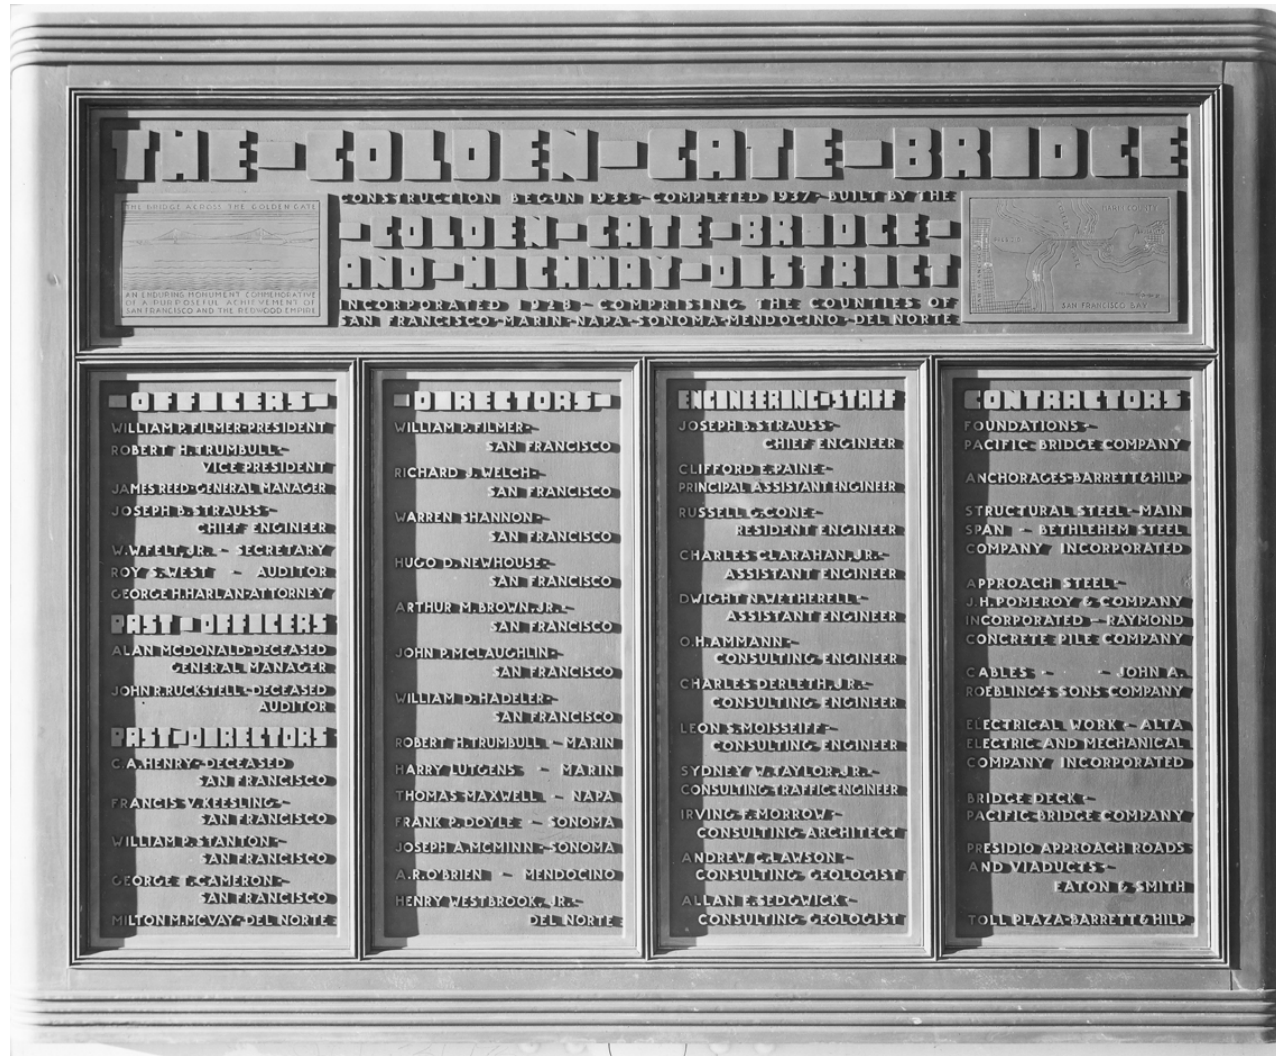 THE-GOLDEN-GATE-BRIDGE
CONSTRUCTION BEGUN 1933-COMPLETED 1937-BUILT BY THE
-GOLDEN-GATE-BRIDGE-
AND-HIGHWAY-DISTRICT
INCORPORATED 1928-COMPRISING THE COUNTIES OF
SAN FRANCISCO-MARIN-NAPA-SONOMA-MENDOCINO-DEL NORTE
THE BRIDGE ACROSS THE GOLDEN GATE
AN ENDURING MONUMENT COMMEMORATIVE
OF A PURPOSEFUL ACHIEVEMENT OF
SAN FRANCISCO AND THE REDWOOD EMPIRE
MARIN COUNTY
SAN FRANCISCO BAY
-OFFICERS-
WILLIAM P. FILMER-PRESIDENT
ROBERT H. TRUMBULL-
VICE PRESIDENT
JAMES REED-GENERAL MANAGER
JOSEPH B. STRAUSS-
CHIEF ENGINEER
W.W. FELT, JR. - SECRETARY
ROY S. WEST - AUDITOR
GEORGE H. HARLAN-ATTORNEY
PAST-OFFICERS
ALAN MCDONALD-DECEASED
GENERAL MANAGER
JOHN R. RUCKSTELL-DECEASED
AUDITOR
PAST-DIRECTORS
C.A. HENRY-DECEASED
SAN FRANCISCO
FRANCIS V. KEESLING-
SAN FRANCISCO
WILLIAM P. STANTON-
SAN FRANCISCO
GEORGE T. CAMERON-
SAN FRANCISCO
MILTON M. MCVAY-DEL NORTE
-DIRECTORS-
WILLIAM P. FILMER-
SAN FRANCISCO
RICHARD J. WELCH-
SAN FRANCISCO
WARREN SHANNON-
SAN FRANCISCO
HUGO D. NEWHOUSE-
SAN FRANCISCO
ARTHUR M. BROWN, JR.-
SAN FRANCISCO
JOHN P. MCLAUGHLIN-
SAN FRANCISCO
WILLIAM D. HADELER-
SAN FRANCISCO
ROBERT H. TRUMBULL - MARIN
HARRY LUTGENS - MARIN
THOMAS MAXWELL - NAPA
FRANK P. DOYLE - SONOMA
JOSEPH A. MCMINN-SONOMA
A.R. O'BRIEN - MENDOCINO
HENRY WESTBROOK, JR.-
DEL NORTE
ENGINEERING-STAFF
JOSEPH B. STRAUSS-
CHIEF ENGINEER
CLIFFORD E. PAINE-
PRINCIPAL ASSISTANT ENGINEER
RUSSELL G. CONE-
RESIDENT ENGINEER
CHARLES CLARAHAN, JR.-
ASSISTANT ENGINEER
DWIGHT N. WETHERELL-
ASSISTANT ENGINEER
O.H. AMMANN-
CONSULTING ENGINEER
CHARLES DERLETH, JR.-
CONSULTING ENGINEER
LEON S. MOISSEIFF-
CONSULTING ENGINEER
SYDNEY W. TAYLOR, JR.-
CONSULTING TRAFFIC ENGINEER
IRVING F. MORROW-
CONSULTING ARCHITECT
ANDREW C. LAWSON-
CONSULTING GEOLOGIST
ALLAN E. SEDGWICK-
CONSULTING GEOLOGIST
CONTRACTORS
FOUNDATIONS-
PACIFIC BRIDGE COMPANY
ANCHORAGES-BARRETT & HILP
STRUCTURAL STEEL-MAIN
SPAN - BETHLEHEM STEEL
COMPANY INCORPORATED
APPROACH STEEL-
J.H. POMEROY & COMPANY
INCORPORATED - RAYMOND
CONCRETE PILE COMPANY
CABLES - - JOHN A.
ROEBLING'S SONS COMPANY
ELECTRICAL WORK - ALTA
ELECTRIC AND MECHANICAL
COMPANY INCORPORATED
BRIDGE DECK-
PACIFIC BRIDGE COMPANY
PRESIDIO APPROACH ROADS
AND VIADUCTS-
EATON & SMITH
TOLL PLAZA-BARRETT & HILP